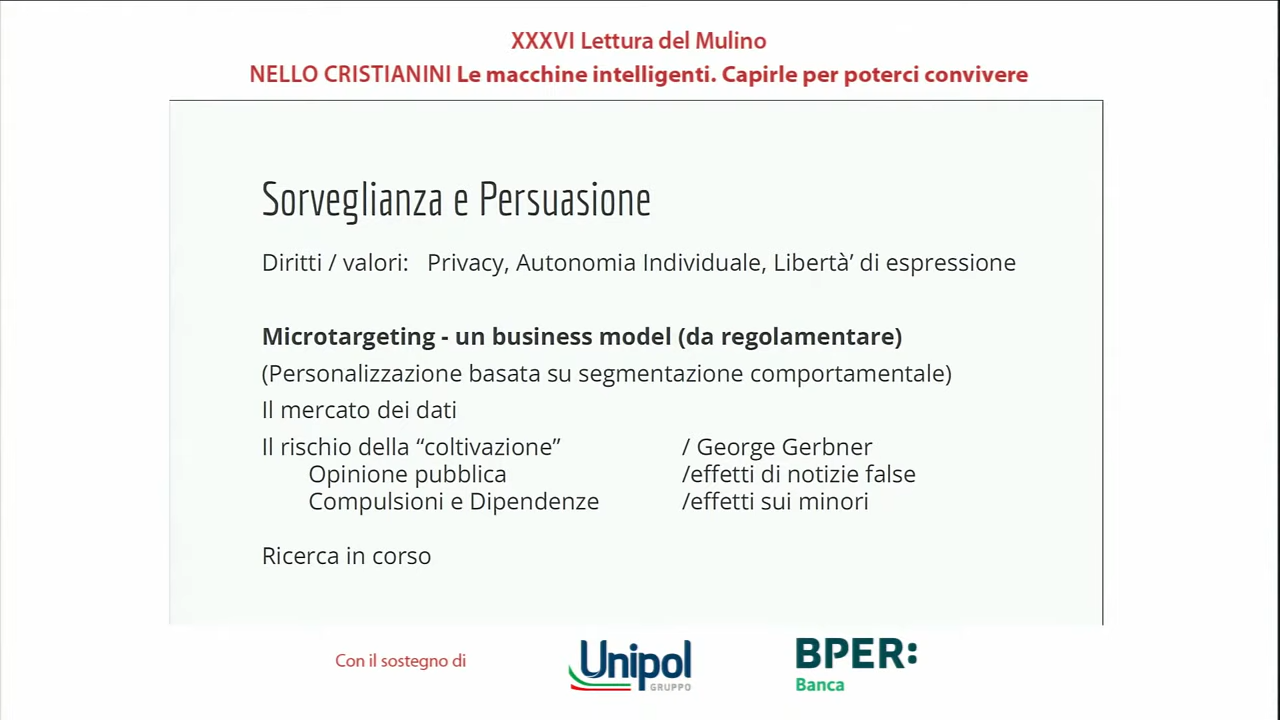 XXXVI Lettura del Mulino
NELLO CRISTIANINI Le macchine intelligenti. Capirle per poterci convivere
Sorveglianza e Persuasione
Diritti / valori: Privacy, Autonomia Individuale, Libertà’ di espressione
Microtargeting - un business model (da regolamentare)
(Personalizzazione basata su segmentazione comportamentale)
Il mercato dei dati
Il rischio della “coltivazione” / George Gerbner
Opinione pubblica /effetti di notizie false
Compulsioni e Dipendenze /effetti sui minori
Ricerca in corso
Con il sostegno di
Unipol
GRUPPO
BPER:
Banca